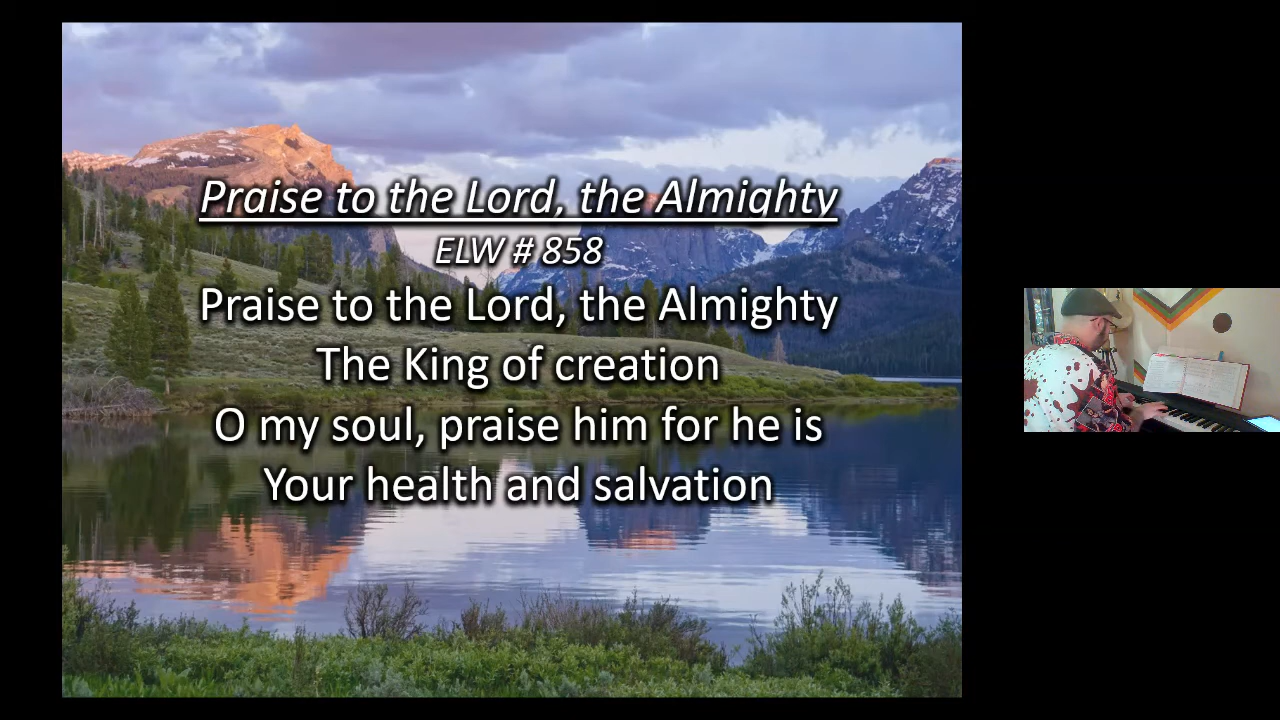 Praise to the Lord, the Almighty
ELW # 858
Praise to the Lord, the Almighty
The King of creation
O my soul, praise him for he is
Your health and salvation